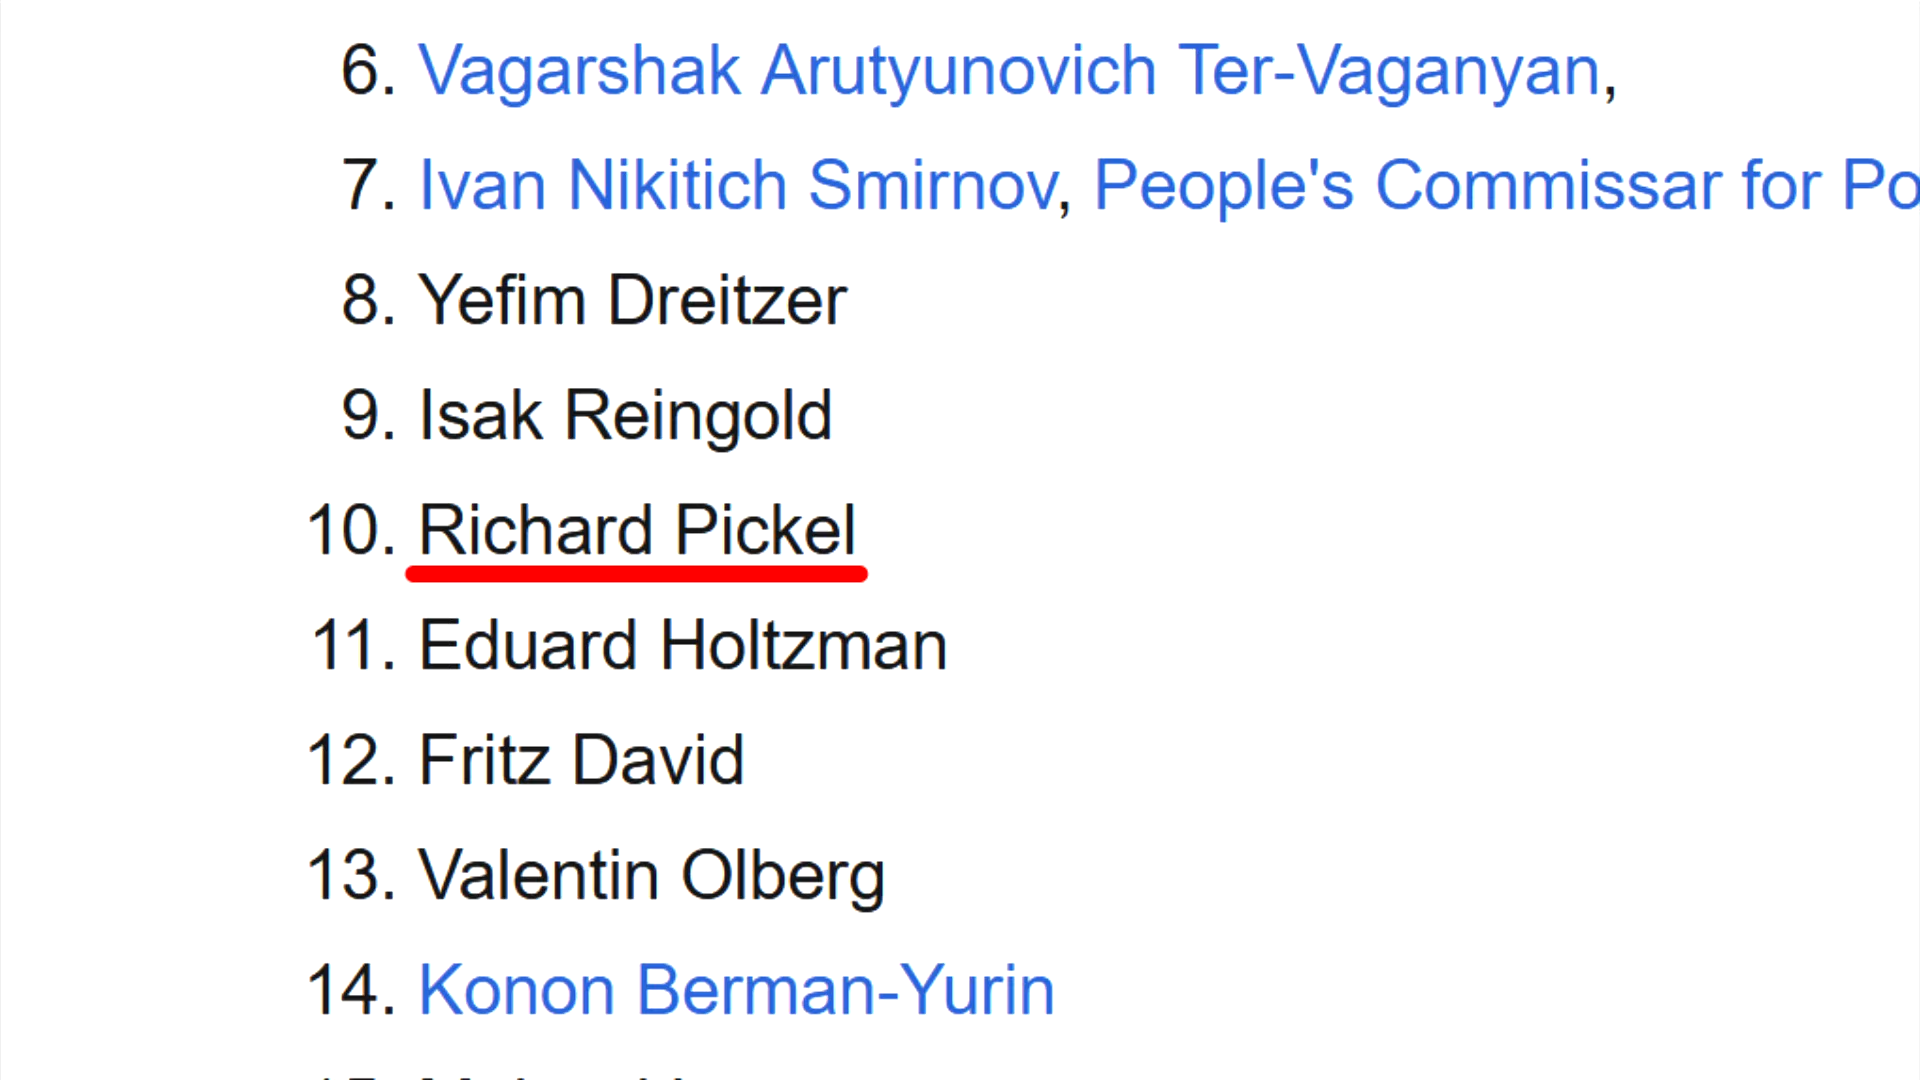 6. Vagarshak Arutyunovich Ter-Vaganyan,
7. Ivan Nikitich Smirnov, People's Commissar for Po
8. Yefim Dreitzer
9. Isak Reingold
10. Richard Pickel
11. Eduard Holtzman
12. Fritz David
13. Valentin Olberg
14. Konon Berman-Yurin